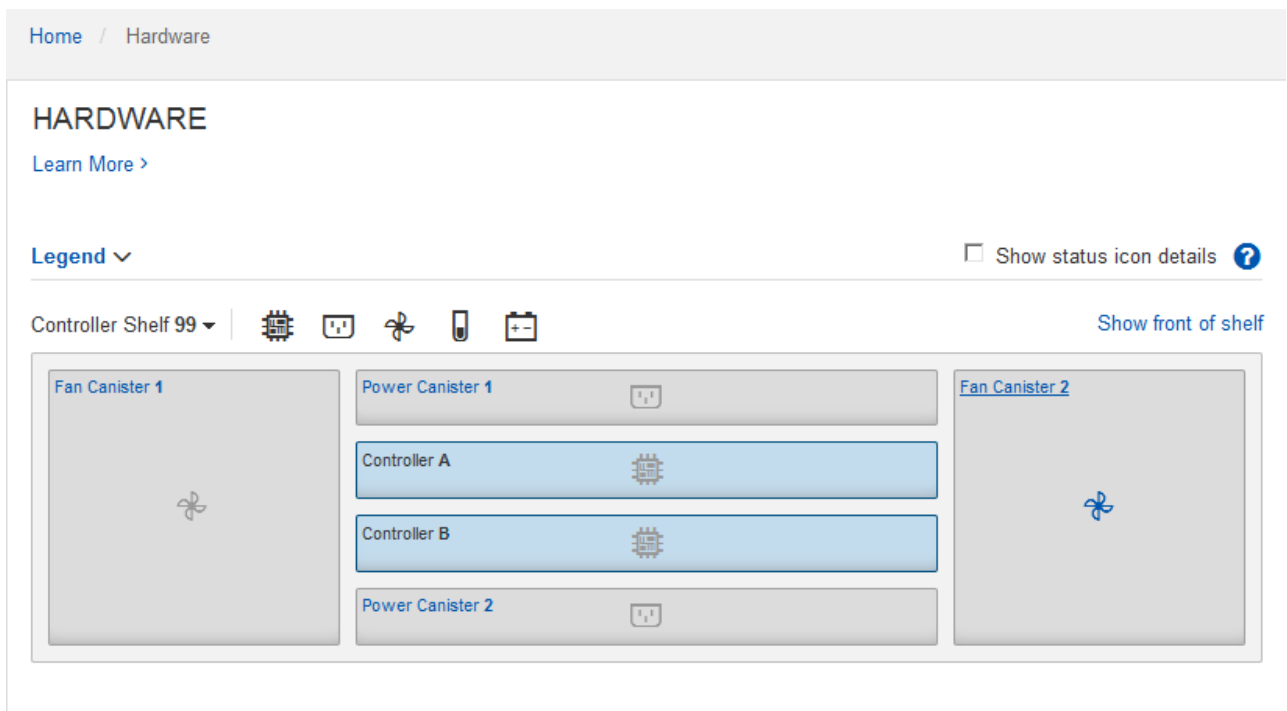 Home / Hardware
HARDWARE
Learn More >
Legend
Show status icon details ?
Controller Shelf 99
Show front of shelf
Fan Canister 1
Power Canister 1
Fan Canister 2
Controller A
Controller B
Power Canister 2